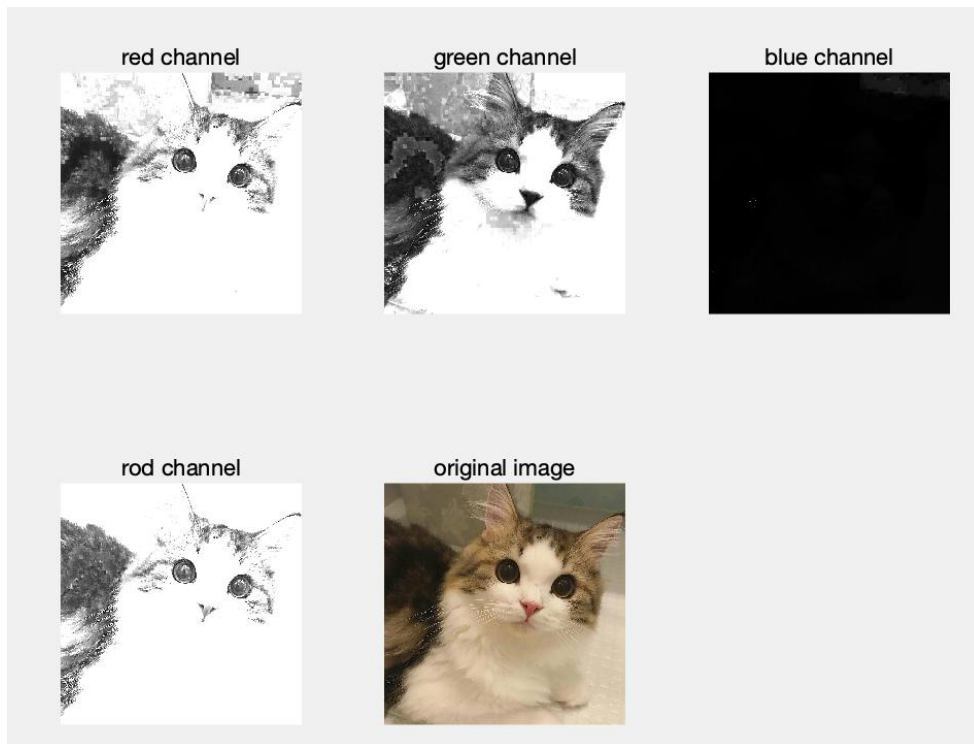 red channel
green channel
blue channel
rod channel
original image